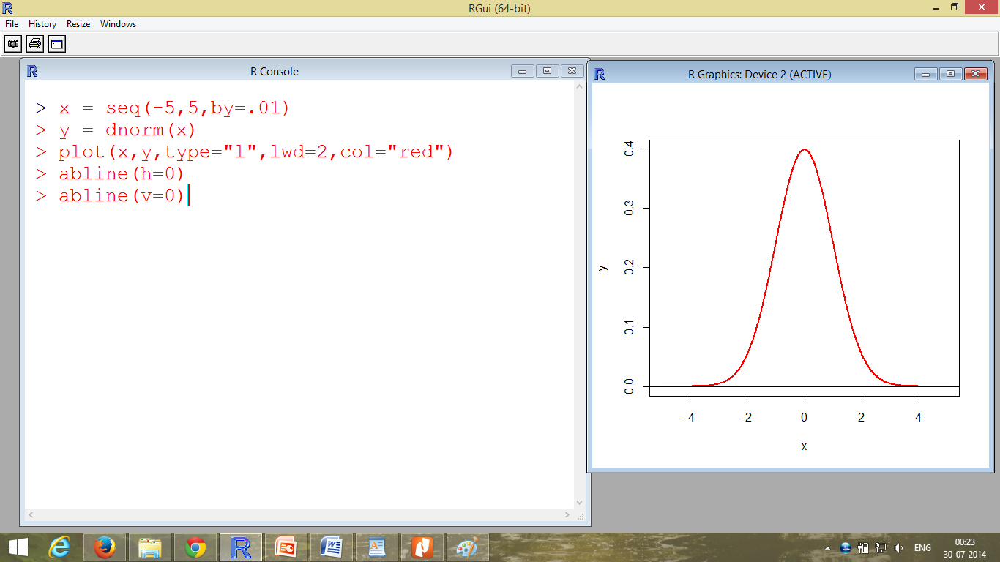 RGui (64-bit)
File History Resize Windows
R Console
> x = seq(-5,5,by=.01)
> y = dnorm(x)
> plot(x,y,type="l",lwd=2,col="red")
> abline(h=0)
> abline(v=0)
R Graphics: Device 2 (ACTIVE)
0.4
0.3
0.2
0.1
0.0
y
-4 -2 0 2 4
x
ENG
00:23
30-07-2014